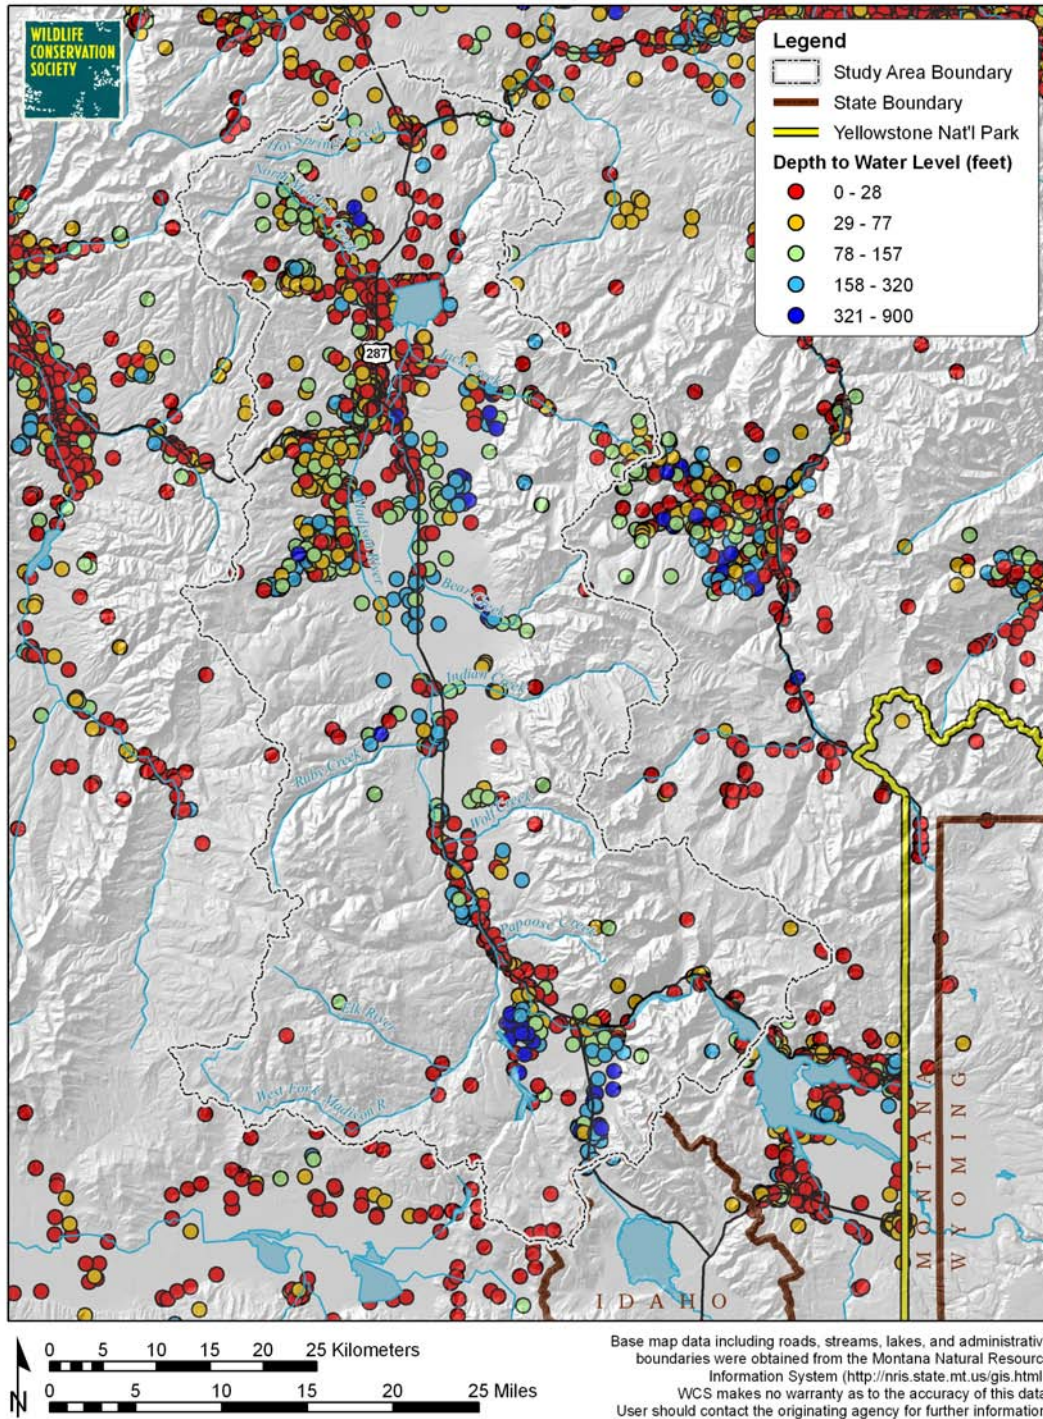 WILDLIFE
CONSERVATION
SOCIETY
Legend
Study Area Boundary
State Boundary
Yellowstone Nat'l Park
Depth to Water Level (feet)
0 - 28
29 - 77
78 - 157
158 - 320
321 - 900
Creek
North
287
Jack
Madison River
Bear Creek
Indian Creek
Ruby Creek
Wolf Creek
Papoose Creek
Elk River
West Fork Madison R.
MONTANA
WYOMING
IDAHO
0 5 10 15 20 25 Kilometers
0 5 10 15 20 25 Miles
N
Base map data including roads, streams, lakes, and administrativ
boundaries were obtained from the Montana Natural Resourc
Information System (http://nris.state.mt.us/gis.html
WCS makes no warranty as to the accuracy of this data
User should contact the originating agency for further information